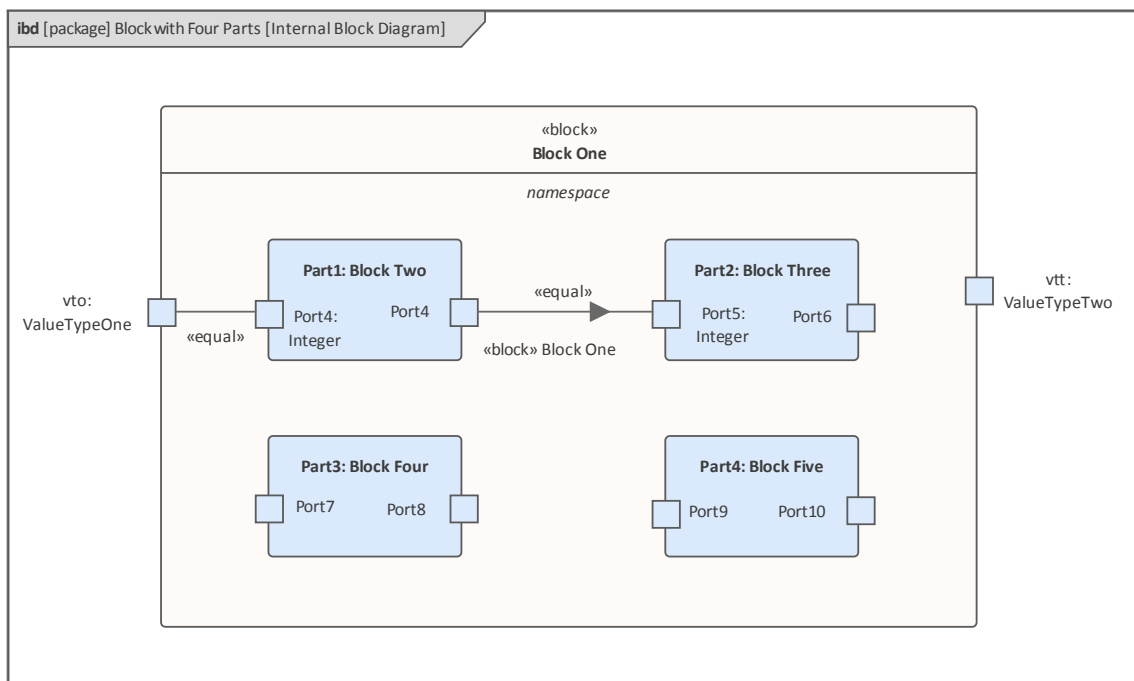 ibd [package] Block with Four Parts [Internal Block Diagram]
«block»
Block One
namespace
Part1: Block Two
Part2: Block Three
vto:
ValueTypeOne
«equal»
Port4:
Integer
Port4
«equal»
«block» Block One
Port5:
Integer
Port6
vtt:
ValueTypeTwo
Part3: Block Four
Part4: Block Five
Port7
Port8
Port9
Port10